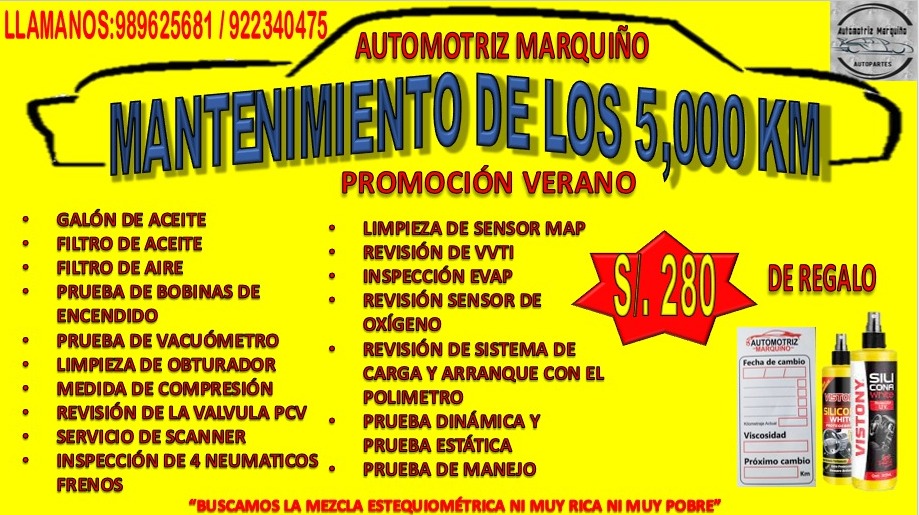 LLAMANOS:989625681 / 922340475
AUTOMOTRIZ MARQUIÑO
Automotriz Marquiño
AUTOPARTES
MANTENIMIENTO DE LOS 5,000 KM
PROMOCIÓN VERANO
• GALÓN DE ACEITE
• FILTRO DE ACEITE
• FILTRO DE AIRE
• PRUEBA DE BOBINAS DE
ENCENDIDO
• PRUEBA DE VACUÓMETRO
• LIMPIEZA DE OBTURADOR
• MEDIDA DE COMPRESIÓN
• REVISIÓN DE LA VALVULA PCV
• SERVICIO DE SCANNER
• INSPECCIÓN DE 4 NEUMATICOS
FRENOS
• LIMPIEZA DE SENSOR MAP
• REVISIÓN DE VVTI
• INSPECCIÓN EVAP
• REVISIÓN SENSOR DE
OXÍGENO
• REVISIÓN DE SISTEMA DE
CARGA Y ARRANQUE CON EL
POLIMETRO
• PRUEBA DINÁMICA Y
PRUEBA ESTÁTICA
• PRUEBA DE MANEJO
S/. 280
DE REGALO
AUTOMOTRIZ
"MARQUIÑO"
Fecha de cambio
Kilometraje Actual
Viscosidad
Próximo cambio
Km
VISTONY
SILICONE
WHITE
VISTONY
SILI
CONA
White
"BUSCAMOS LA MEZCLA ESTEQUIOMÉTRICA NI MUY RICA NI MUY POBRE"